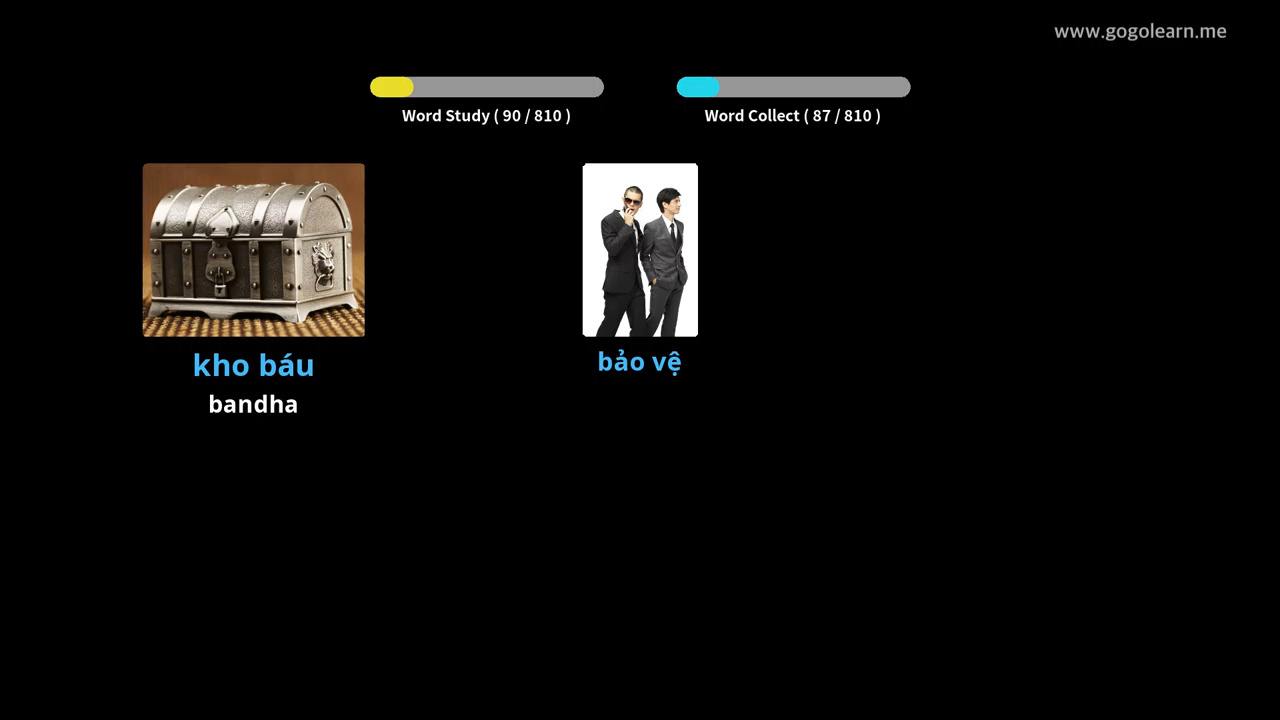 www.gogolearn.me
Word Study ( 90 / 810 )
Word Collect ( 87 / 810 )
kho báu
bandha
bảo vệ